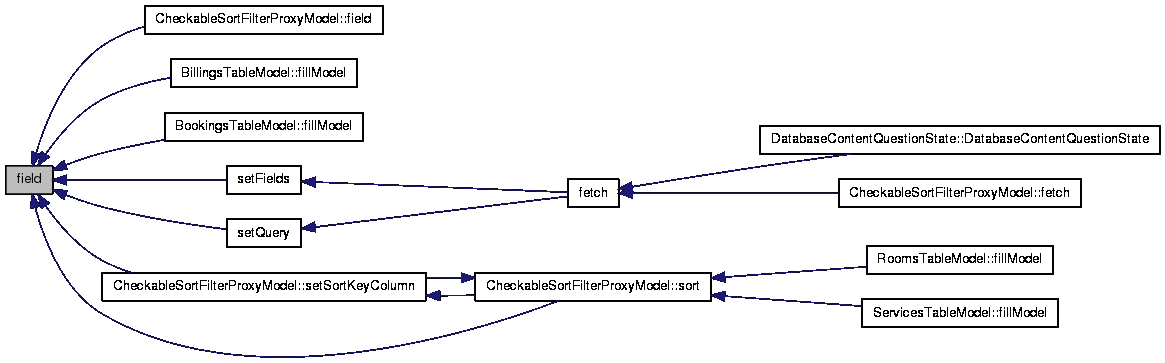 CheckableSortFilterProxyModel::field
BillingsTableModel::fillModel
BookingsTableModel::fillModel
DatabaseContentQuestionState::DatabaseContentQuestionState
field
setFields
fetch
CheckableSortFilterProxyModel::fetch
setQuery
RoomsTableModel::fillModel
CheckableSortFilterProxyModel::setSortKeyColumn
CheckableSortFilterProxyModel::sort
ServicesTableModel::fillModel